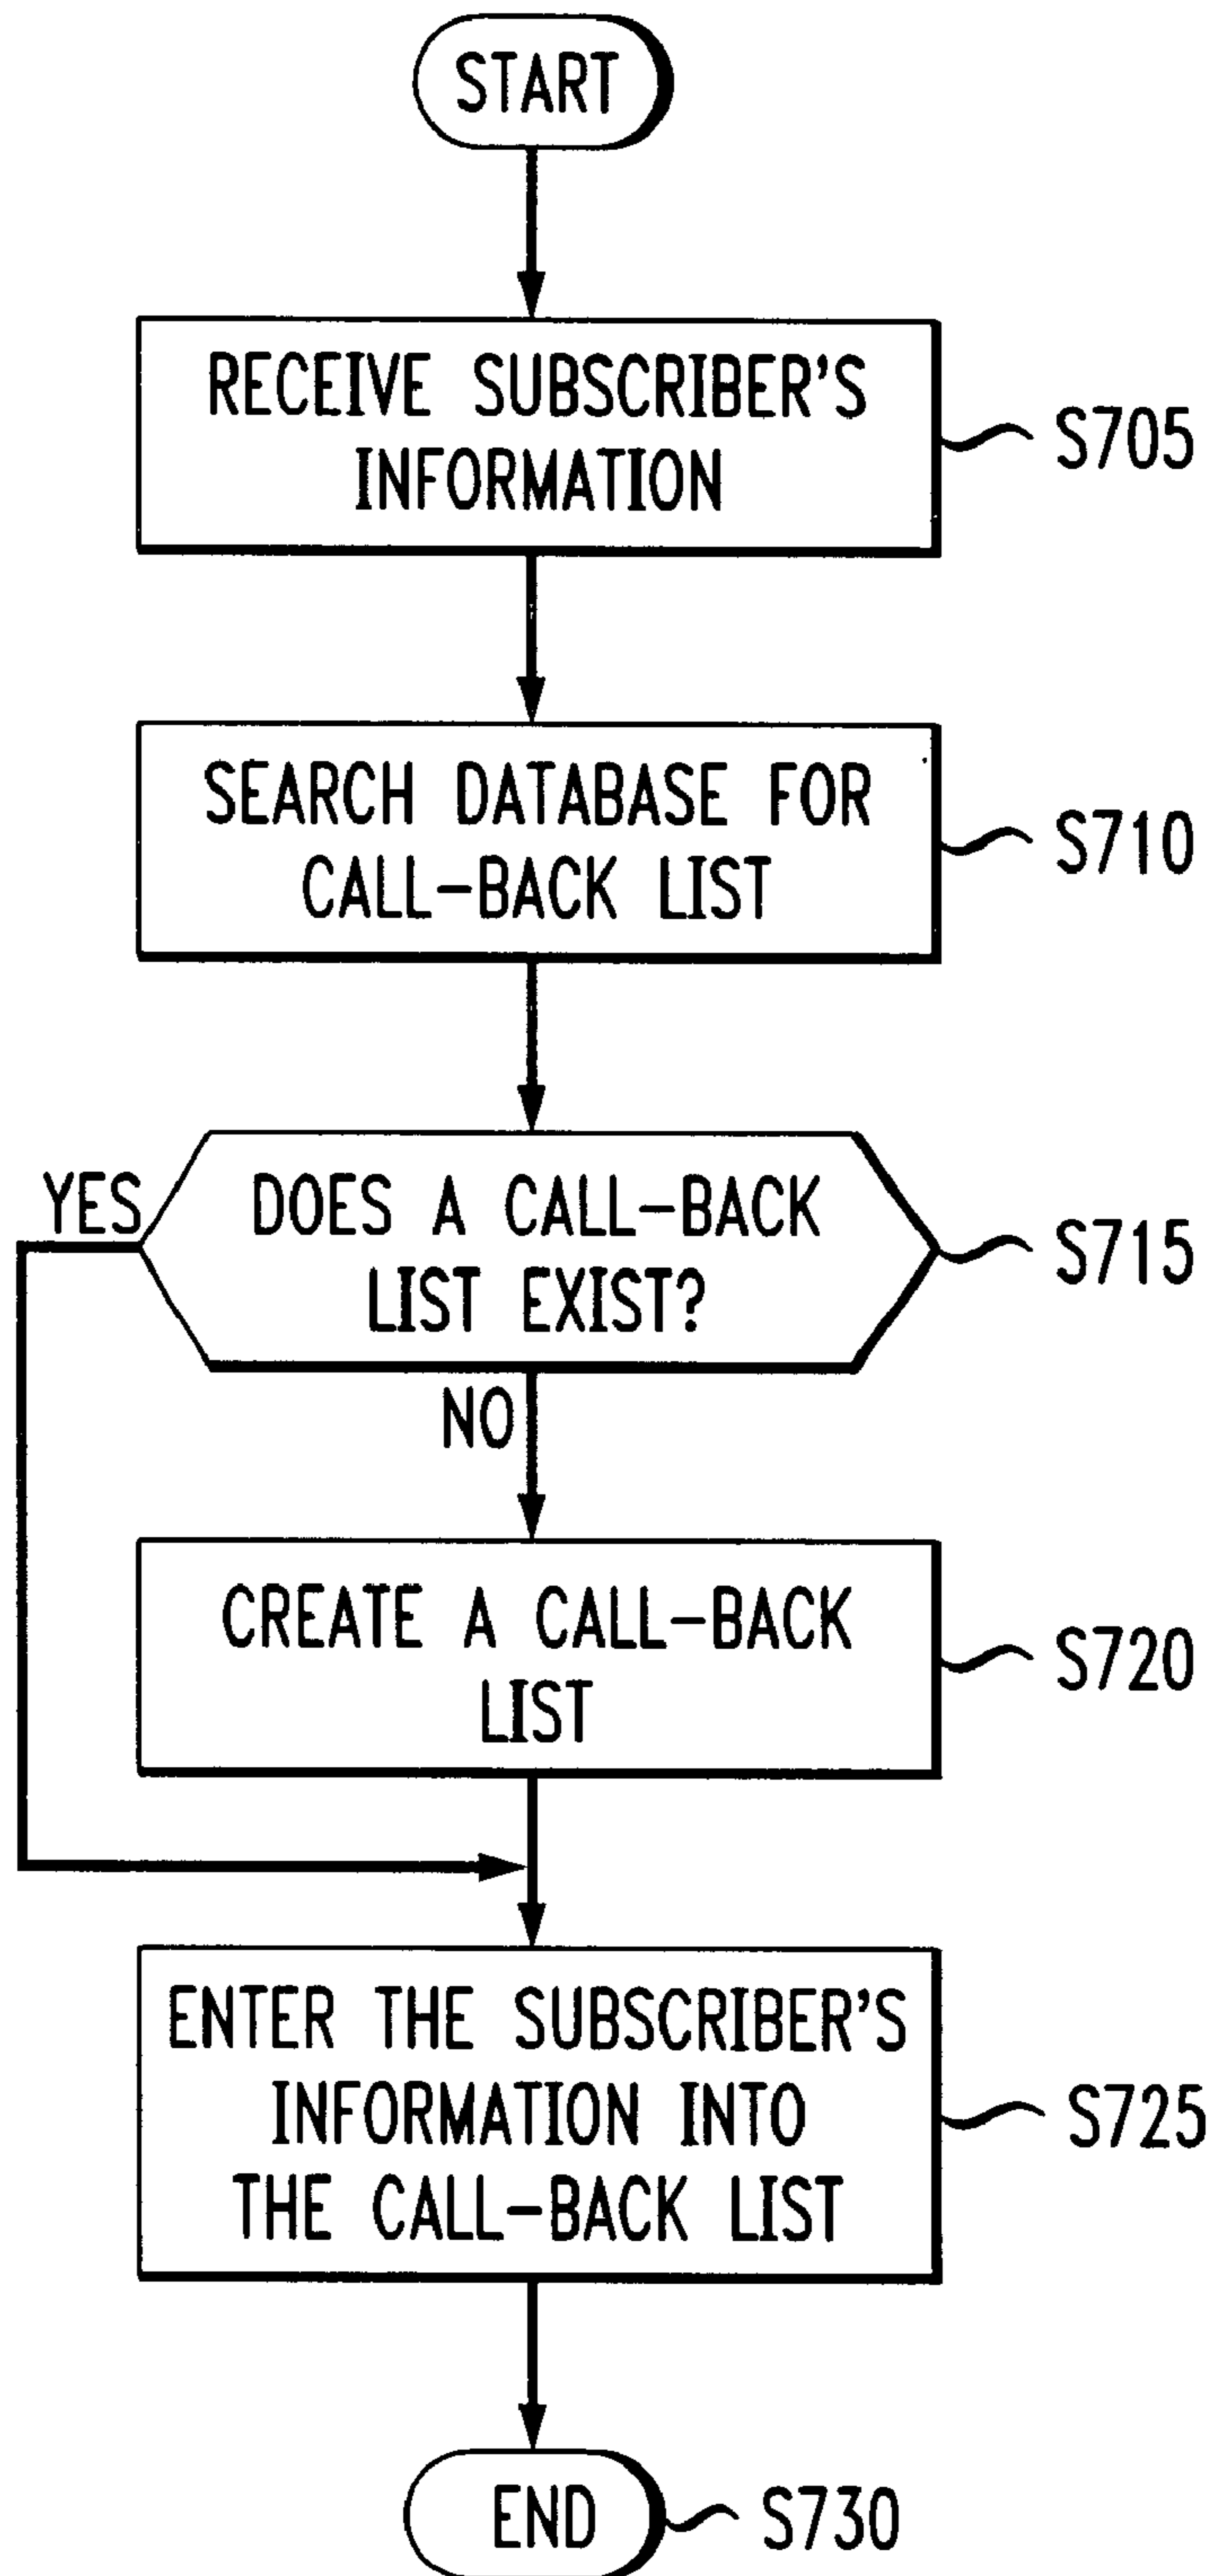 START
RECEIVE SUBSCRIBER'S
INFORMATION
S705
SEARCH DATABASE FOR
CALL-BACK LIST
S710
YES
DOES A CALL-BACK
LIST EXIST?
S715
NO
CREATE A CALL-BACK
LIST
S720
ENTER THE SUBSCRIBER'S
INFORMATION INTO
THE CALL-BACK LIST
S725
END
S730